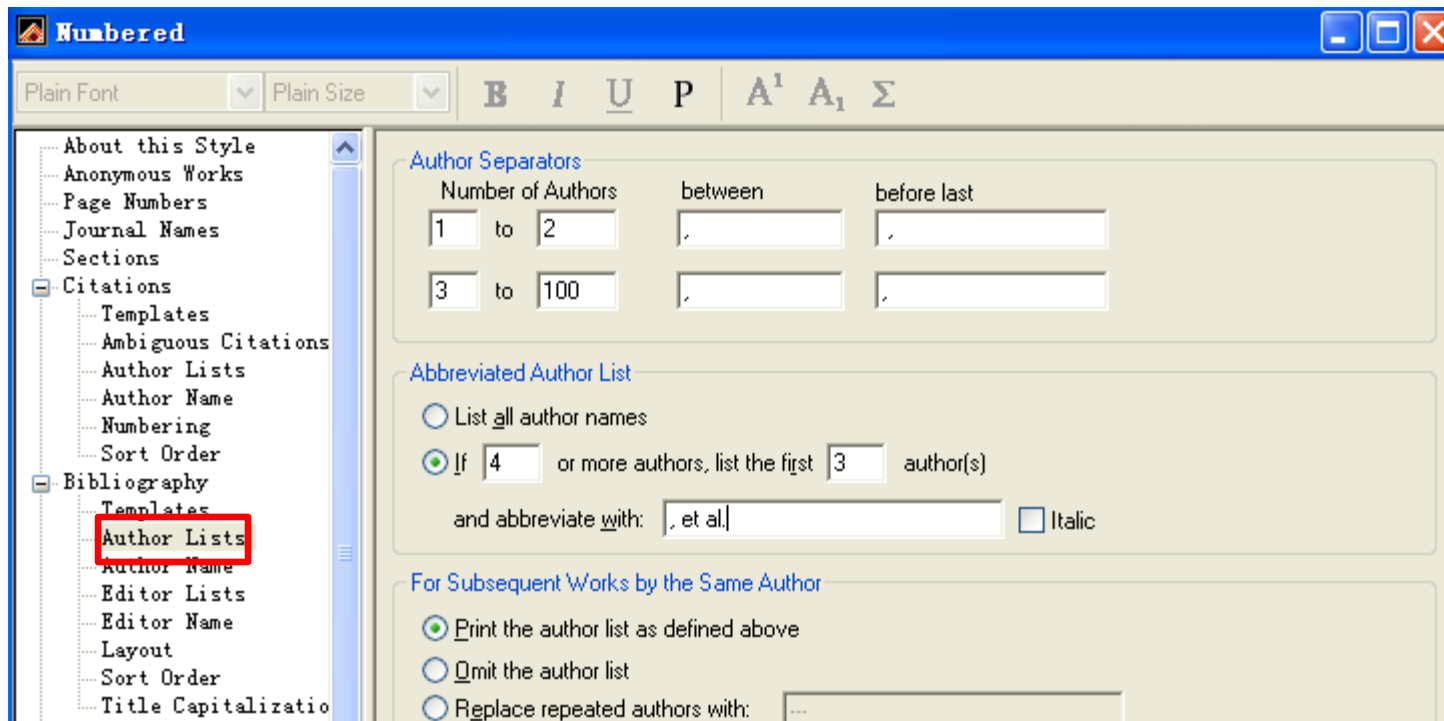 Numbered
Plain Font Plain Size B I U P A1 A1 Σ
About this Style
Anonymous Works
Page Numbers
Journal Names
Sections
Citations
Templates
Ambiguous Citations
Author Lists
Author Name
Numbering
Sort Order
Bibliography
Templates
Author Lists
Author Name
Editor Lists
Editor Name
Layout
Sort Order
Title Capitalizatio
Author Separators
Number of Authors between before last
1 to 2 , ,
3 to 100 , ,
Abbreviated Author List
List all author names
If 4 or more authors, list the first 3 author(s)
and abbreviate with: , et al. Italic
For Subsequent Works by the Same Author
Print the author list as defined above
Omit the author list
Replace repeated authors with: ---